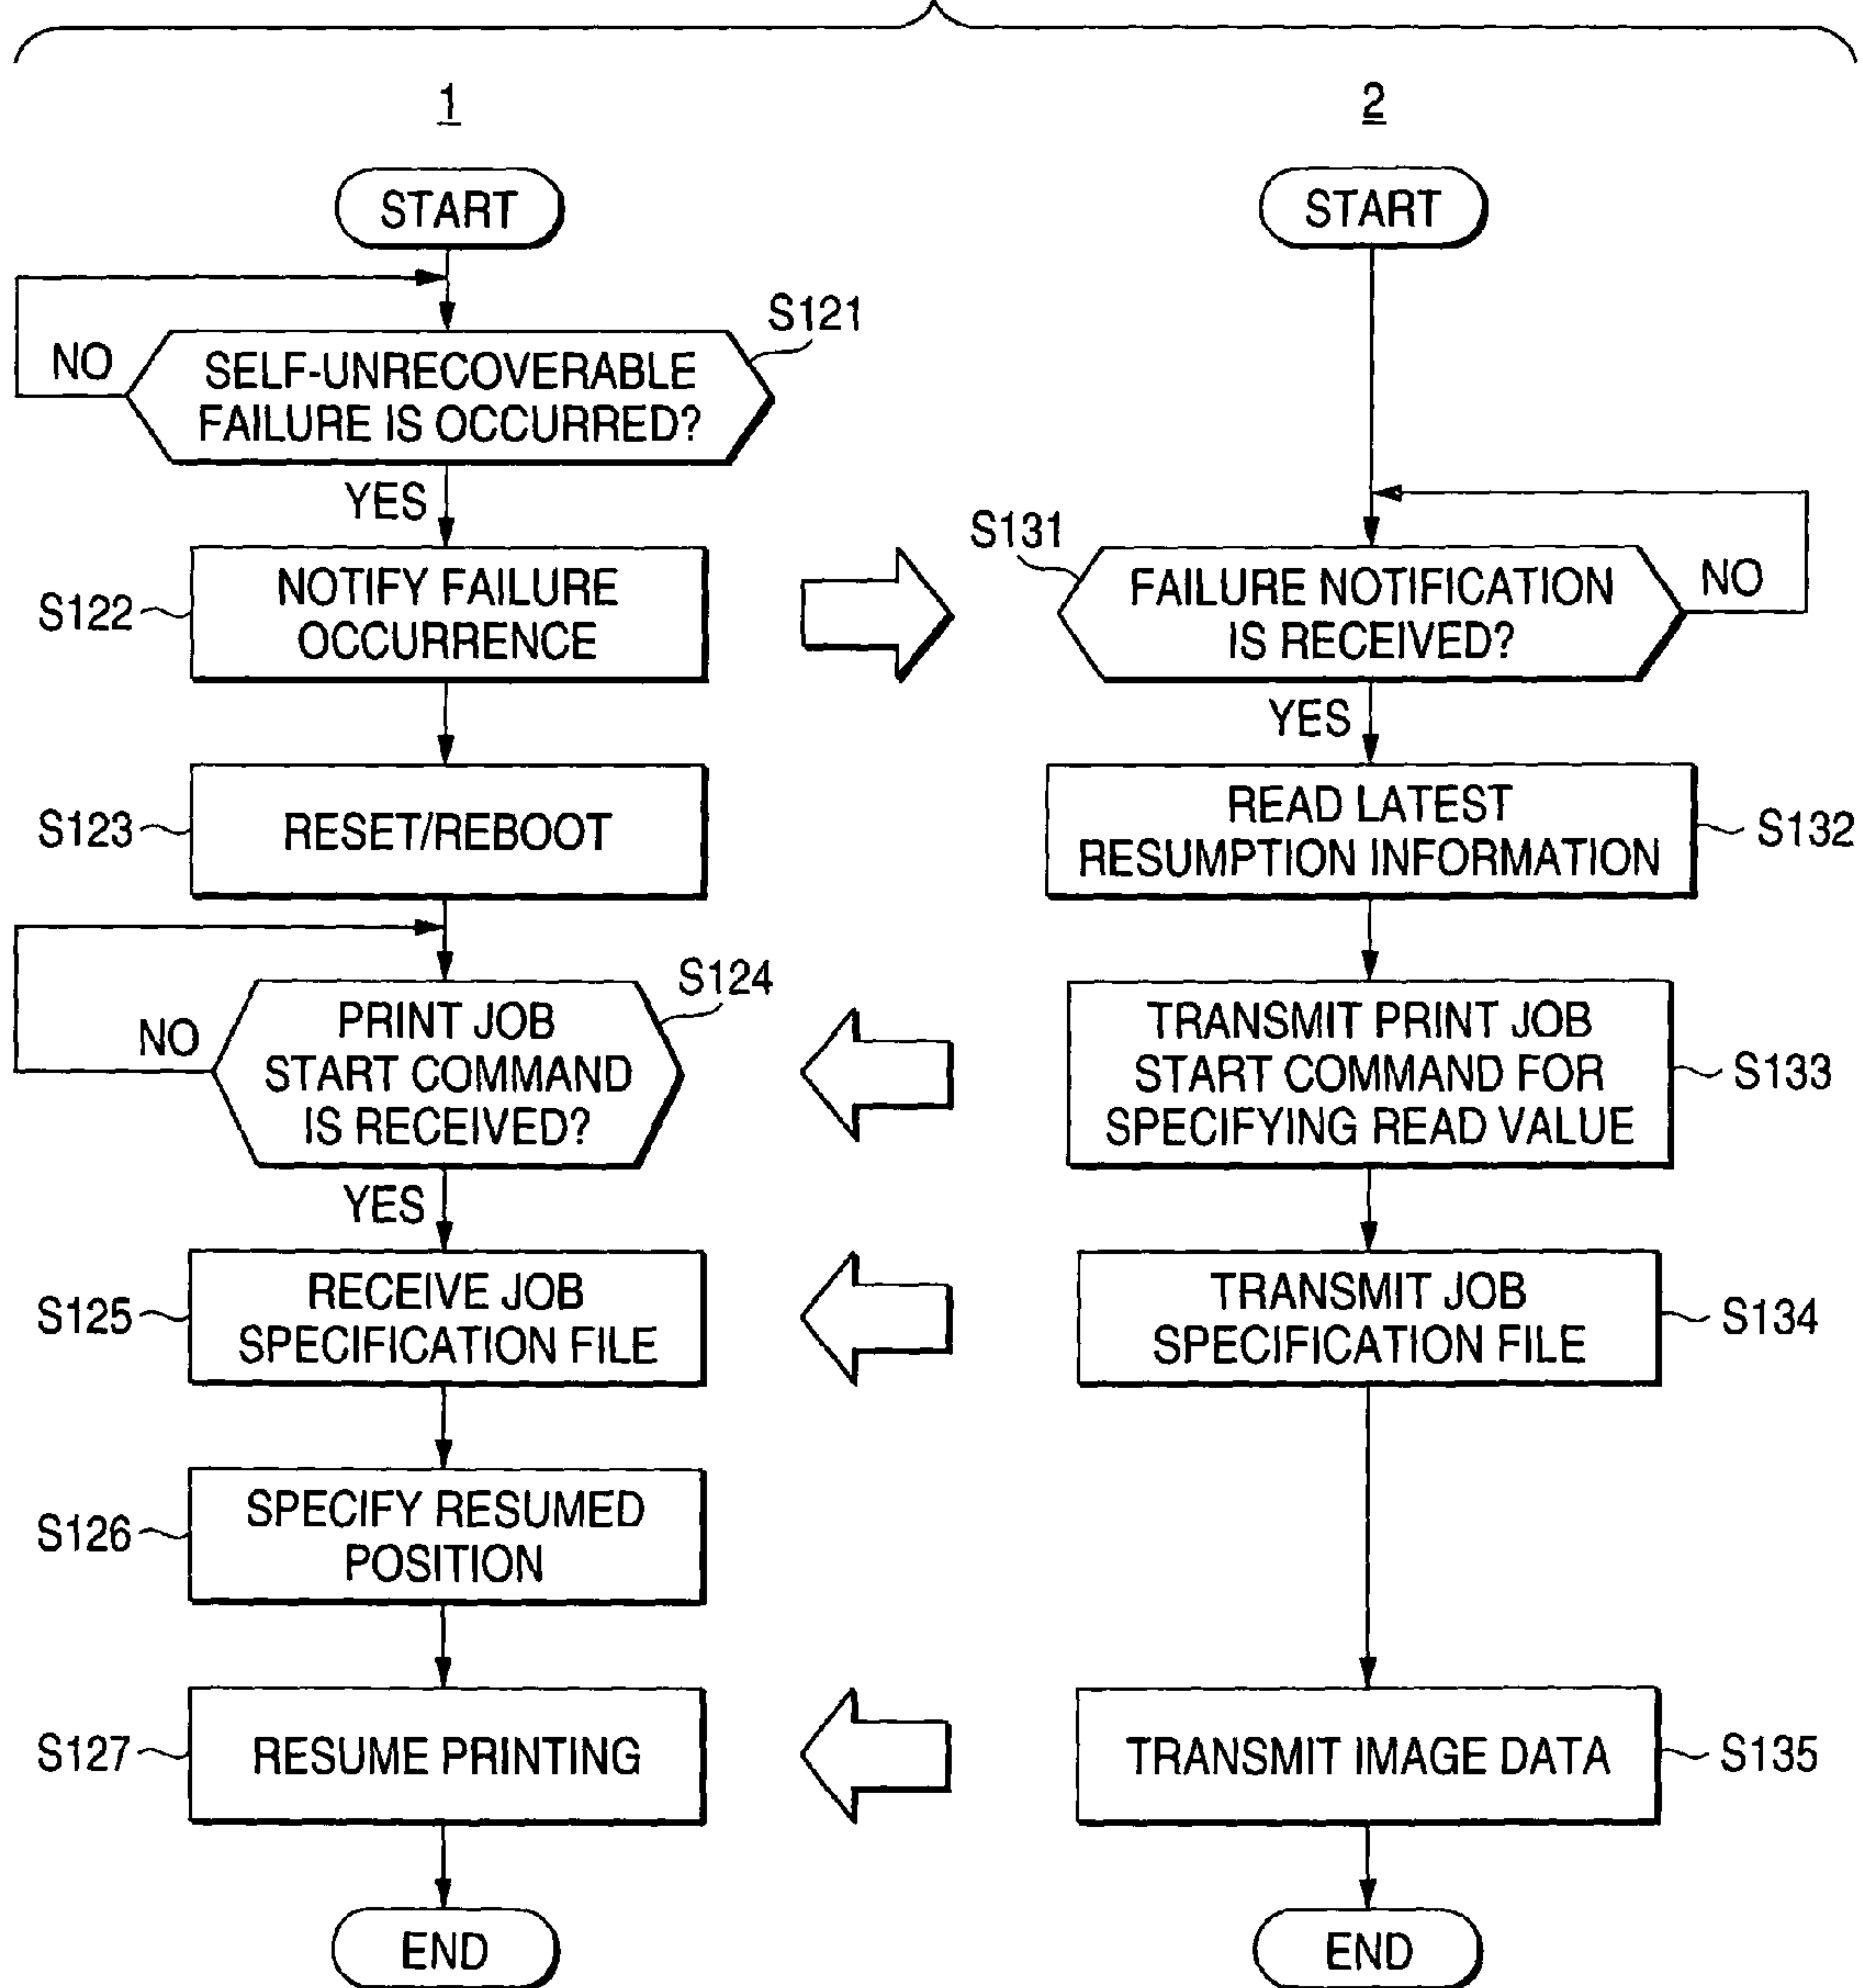 1
START
S121
NO
SELF-UNRECOVERABLE
FAILURE IS OCCURRED?
YES
S122
NOTIFY FAILURE
OCCURRENCE
S123
RESET/REBOOT
S124
NO
PRINT JOB
START COMMAND
IS RECEIVED?
YES
S125
RECEIVE JOB
SPECIFICATION FILE
S126
SPECIFY RESUMED
POSITION
S127
RESUME PRINTING
END
2
START
S131
FAILURE NOTIFICATION
IS RECEIVED?
NO
YES
READ LATEST
RESUMPTION INFORMATION
S132
TRANSMIT PRINT JOB
START COMMAND FOR
SPECIFYING READ VALUE
S133
TRANSMIT JOB
SPECIFICATION FILE
S134
TRANSMIT IMAGE DATA
S135
END